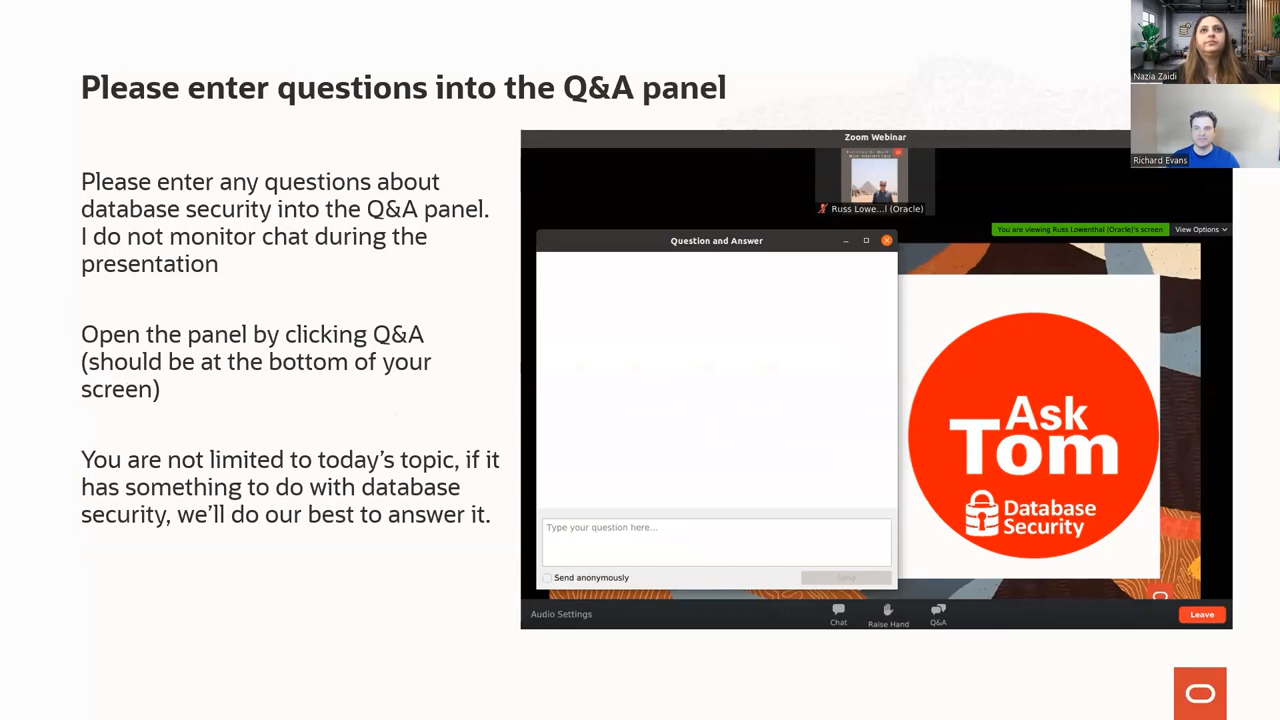 Please enter questions into the Q&A panel
Nazia Zaidi
Richard Evans
Please enter any questions about
database security into the Q&A panel.
I do not monitor chat during the
presentation
Open the panel by clicking Q&A
(should be at the bottom of your
screen)
You are not limited to today’s topic, if it
has something to do with database
security, we’ll do our best to answer it.
Zoom Webinar
Russ Lowe...l (Oracle)
You are viewing Russ Lowenthal (Oracle)'s screen
View Options
Question and Answer
Ask
Tom
Database
Security
Type your question here...
Send anonymously
Send
Audio Settings
Chat
Raise Hand
Q&A
Leave